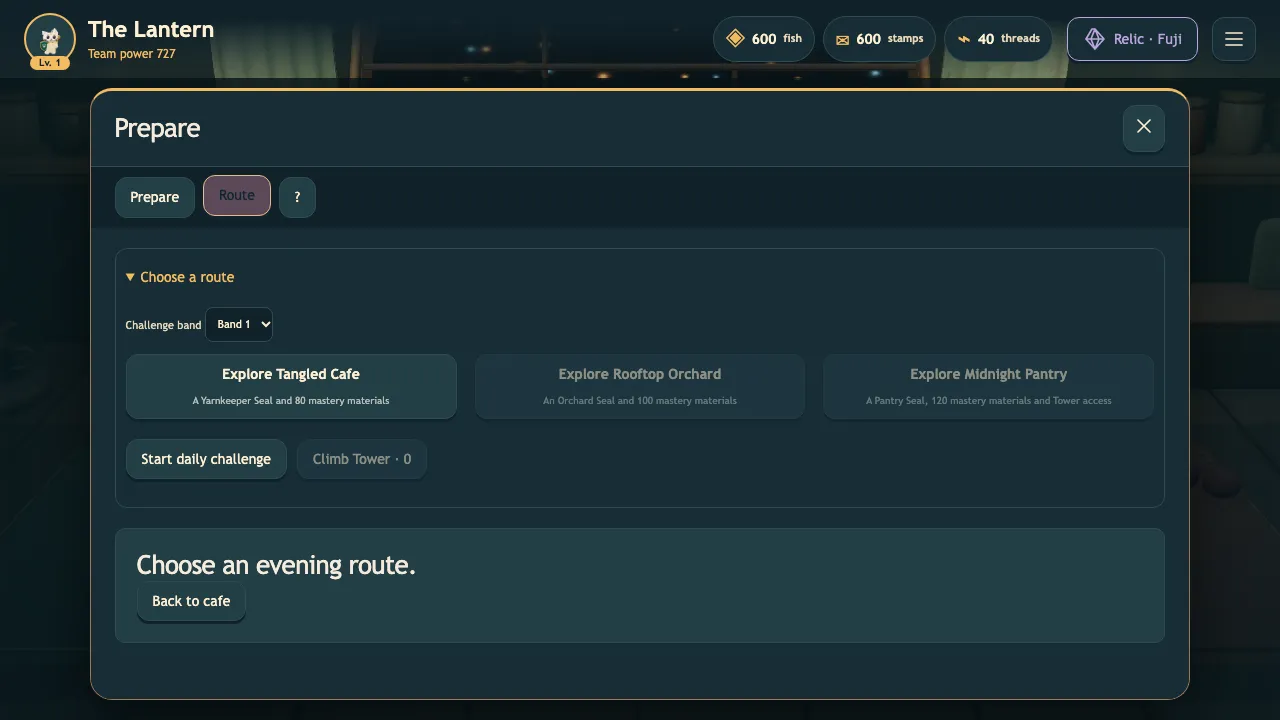 The Lantern
Team power 727
Lv. 1
600 fish
600 stamps
40 threads
Relic · Fuji
Prepare
Prepare
Route
?
▼ Choose a route
Challenge band Band 1
Explore Tangled Cafe
A Yarnkeeper Seal and 80 mastery materials
Explore Rooftop Orchard
An Orchard Seal and 100 mastery materials
Explore Midnight Pantry
A Pantry Seal, 120 mastery materials and Tower access
Start daily challenge
Climb Tower · 0
Choose an evening route.
Back to cafe